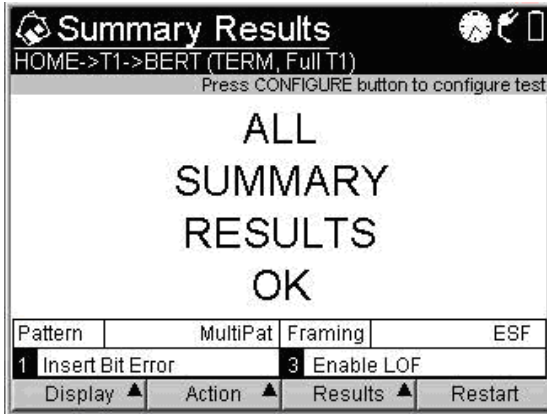 Summary Results
HOME->T1->BERT (TERM, Full T1)
Press CONFIGURE button to configure test
ALL
SUMMARY
RESULTS
OK
Pattern MultiPat Framing ESF
1 Insert Bit Error 3 Enable LOF
Display Action Results Restart